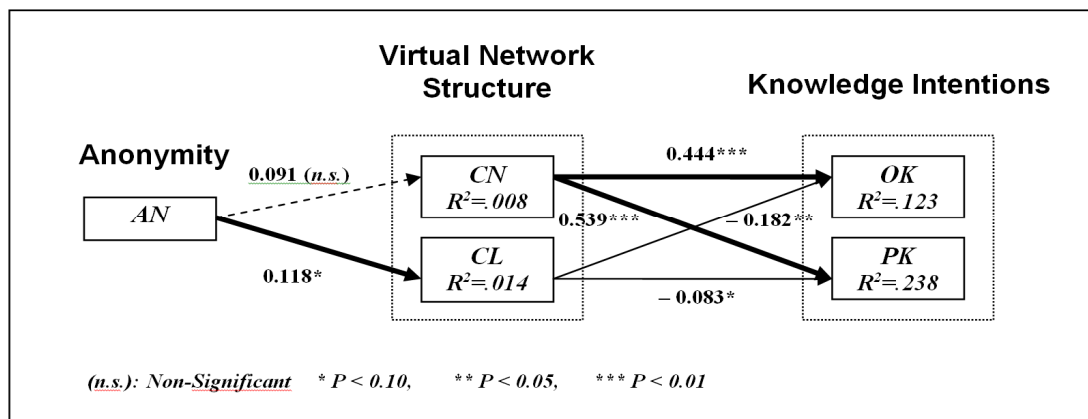 Virtual Network
Structure
Knowledge Intentions
Anonymity
0.091 (n.s.)
0.444***
AN
CN
R²=.008
OK
R²=.123
0.539***
– 0.182**
CL
R²=.014
PK
R²=.238
0.118*
– 0.083*
(n.s.): Non-Significant * P < 0.10, ** P < 0.05, *** P < 0.01